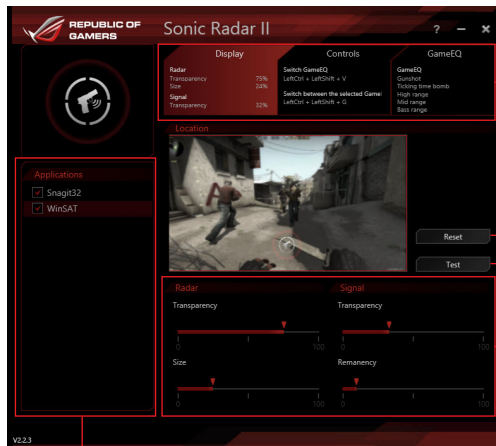 REPUBLIC OF
GAMERS
Sonic Radar II
?
Display
Controls
GameEQ
Radar
Transparency 75%
Size 24%
Signal
Transparency 32%
Switch GameEQ
LeftCtrl + LeftShift + V
Switch between the selected Game
LeftCtrl + LeftShift + G
GameEQ
Gunshot
Ticking time bomb
High range
Mid range
Bass range
Location
Applications
Snagit32
WinSAT
Reset
Test
Radar
Transparency
0 100
Size
0 100
Signal
Transparency
0 100
Remanency
0 100
V2.2.3